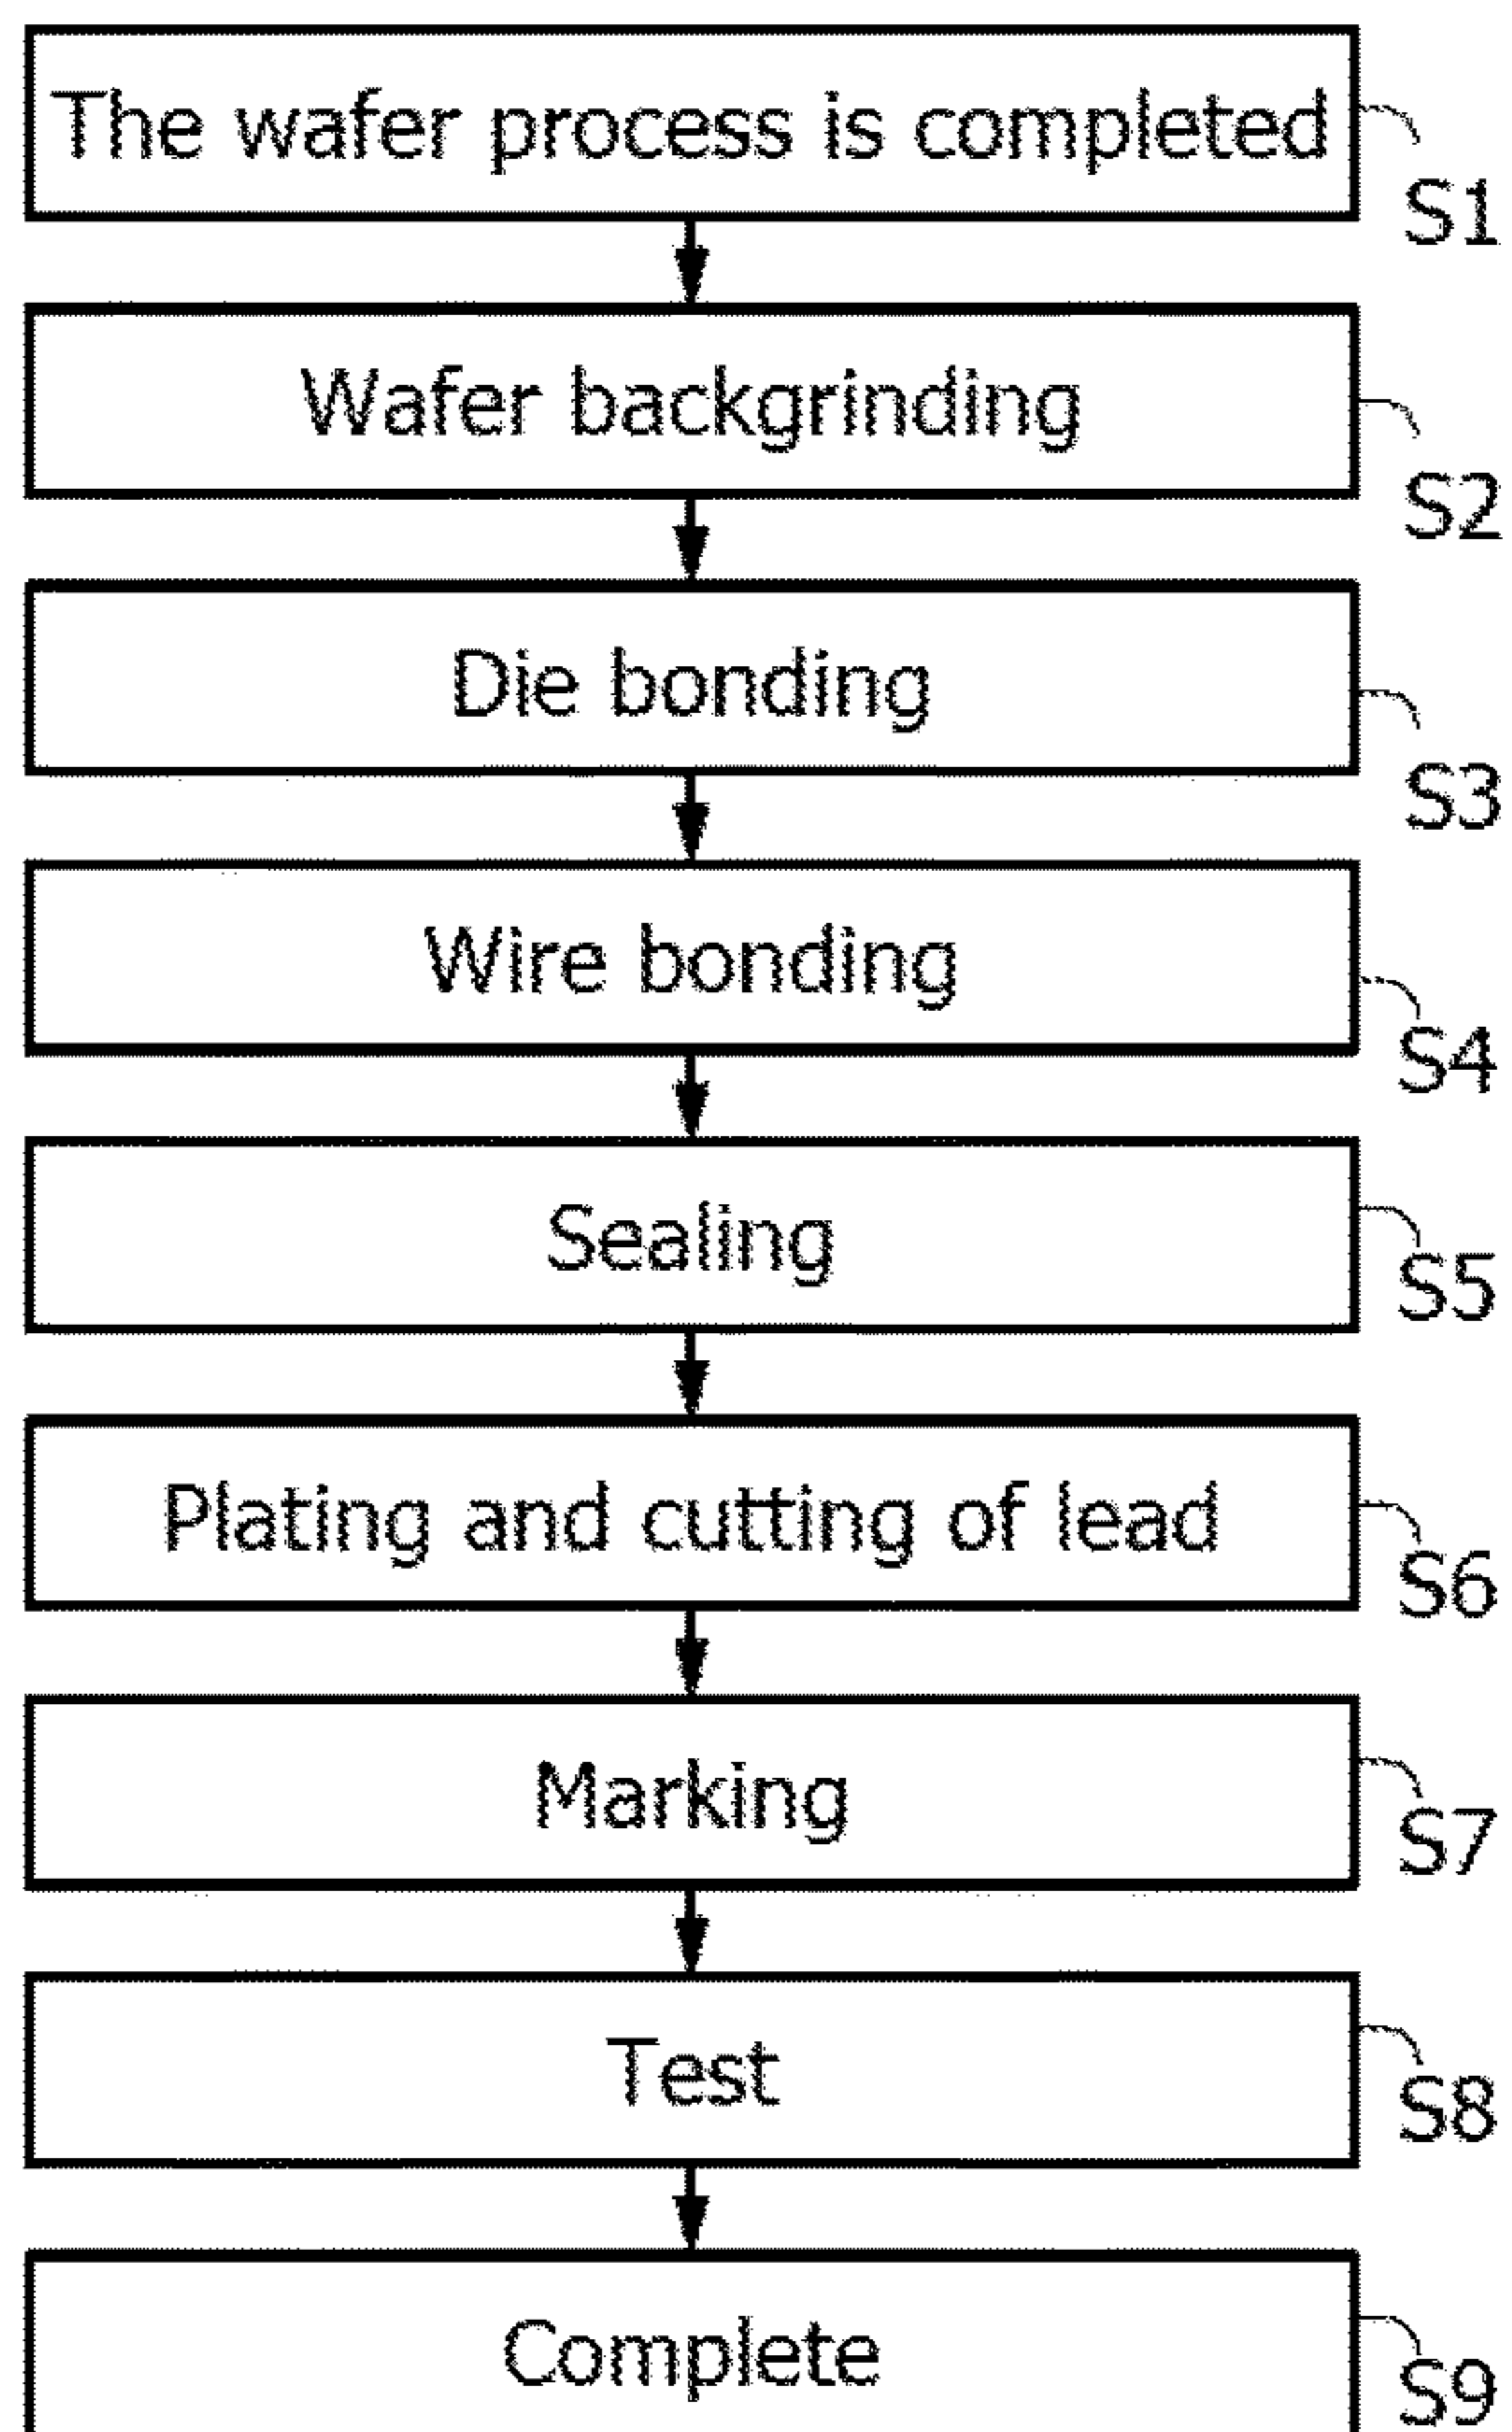 The wafer process is completed
S1
Wafer backgrinding
S2
Die bonding
S3
Wire bonding
S4
Sealing
S5
Plating and cutting of lead
S6
Marking
S7
Test
S8
Complete
S9